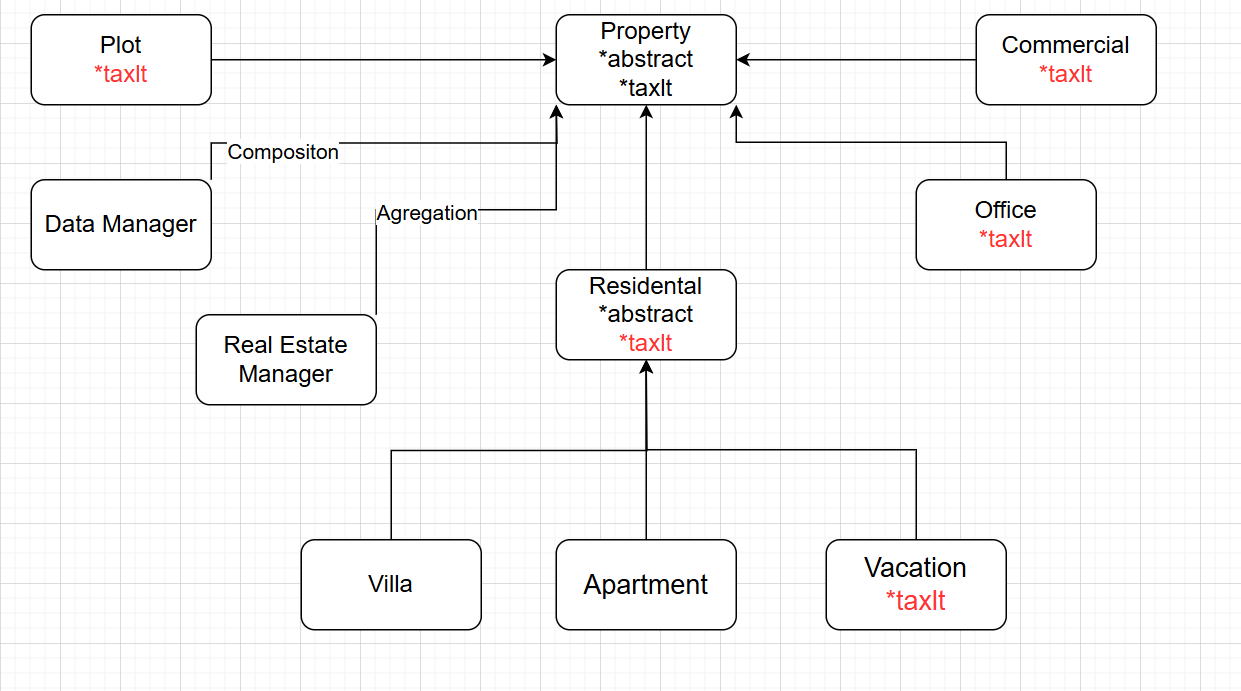 Plot
*taxIt
Property
*abstract
*taxIt
Commercial
*taxIt
Compositon
Data Manager
Agregation
Office
*taxIt
Residental
*abstract
*taxIt
Real Estate
Manager
Villa
Apartment
Vacation
*taxIt